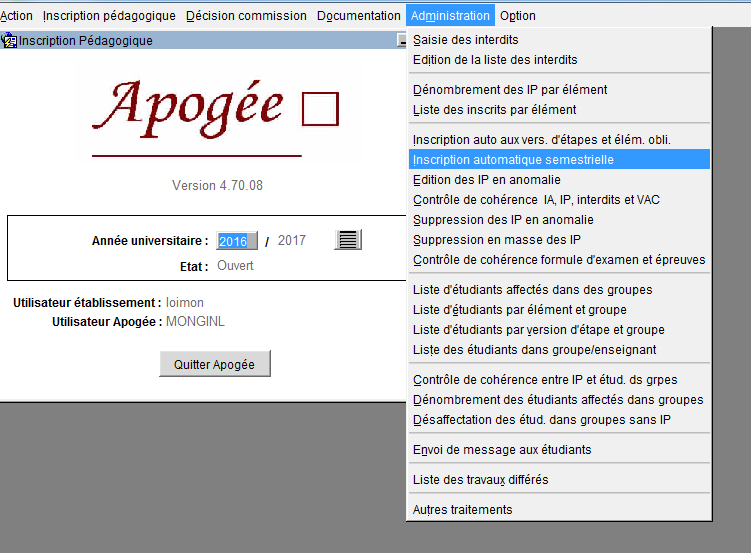 Action Inscription pédagogique Décision commission Documentation Administration Option
Inscription Pédagogique
Apogée
Version 4.70.08
Année universitaire : 2016 / 2017
Etat : Ouvert
Utilisateur établissement : loimon
Utilisateur Apogée : MONGINL
Quitter Apogée
Saisie des interdits
Edition de la liste des interdits
Dénombrement des IP par élément
Liste des inscrits par élément
Inscription auto aux vers. d'étapes et élém. obli.
Inscription automatique semestrielle
Edition des IP en anomalie
Contrôle de cohérence IA, IP, interdits et VAC
Suppression des IP en anomalie
Suppression en masse des IP
Contrôle de cohérence formule d'examen et épreuves
Liste d'étudiants affectés dans des groupes
Liste d'étudiants par élément et groupe
Liste d'étudiants par version d'étape et groupe
Liste des étudiants dans groupe/enseignant
Contrôle de cohérence entre IP et étud. ds grpes
Dénombrement des étudiants affectés dans groupes
Désaffectation des étud. dans groupes sans IP
Envoi de message aux étudiants
Liste des travaux différés
Autres traitements